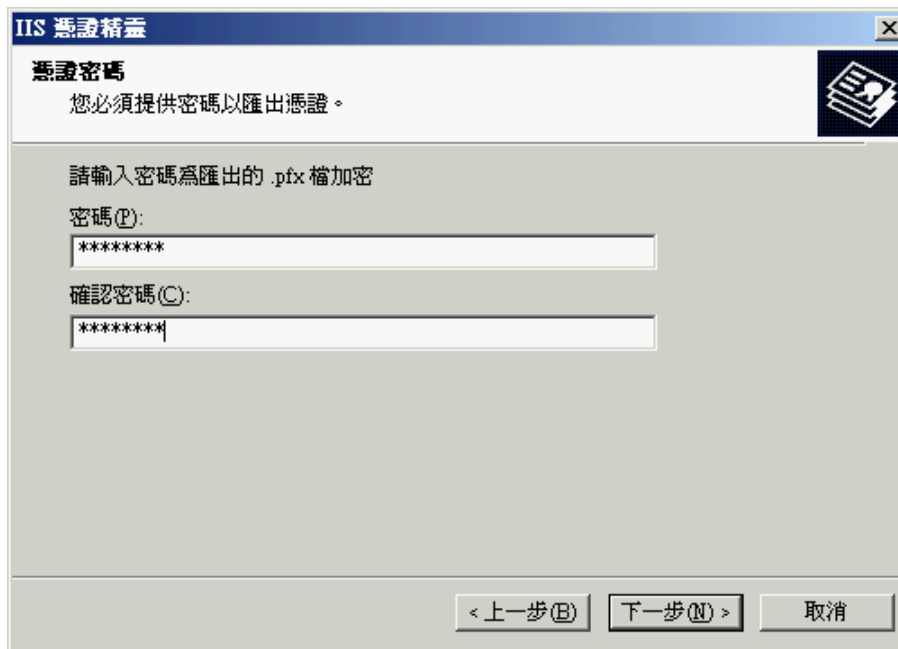 IIS 憑證精靈
憑證密碼
您必須提供密碼以匯出憑證。
請輸入密碼為匯出的 .pfx 檔加密
密碼(P):
********
確認密碼(C):
********
< 上一步(B)
下一步(N) >
取消